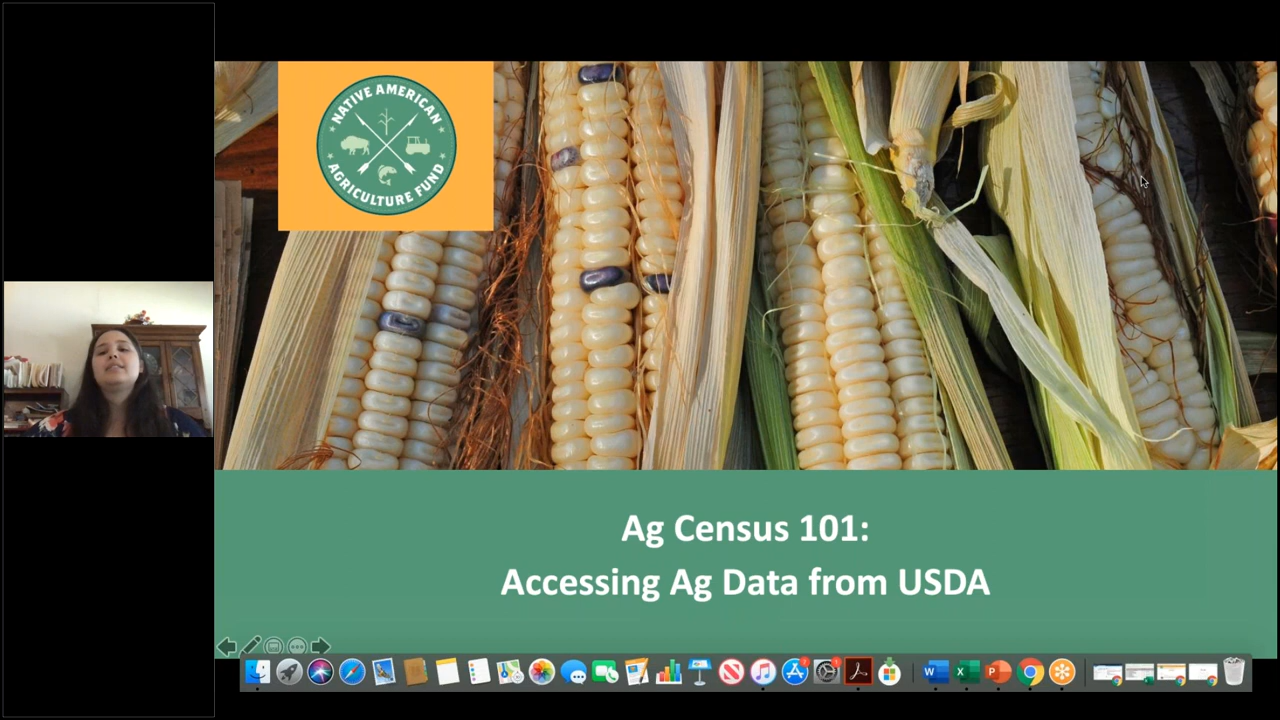 NATIVE AMERICAN
AGRICULTURE FUND
Ag Census 101:
Accessing Ag Data from USDA